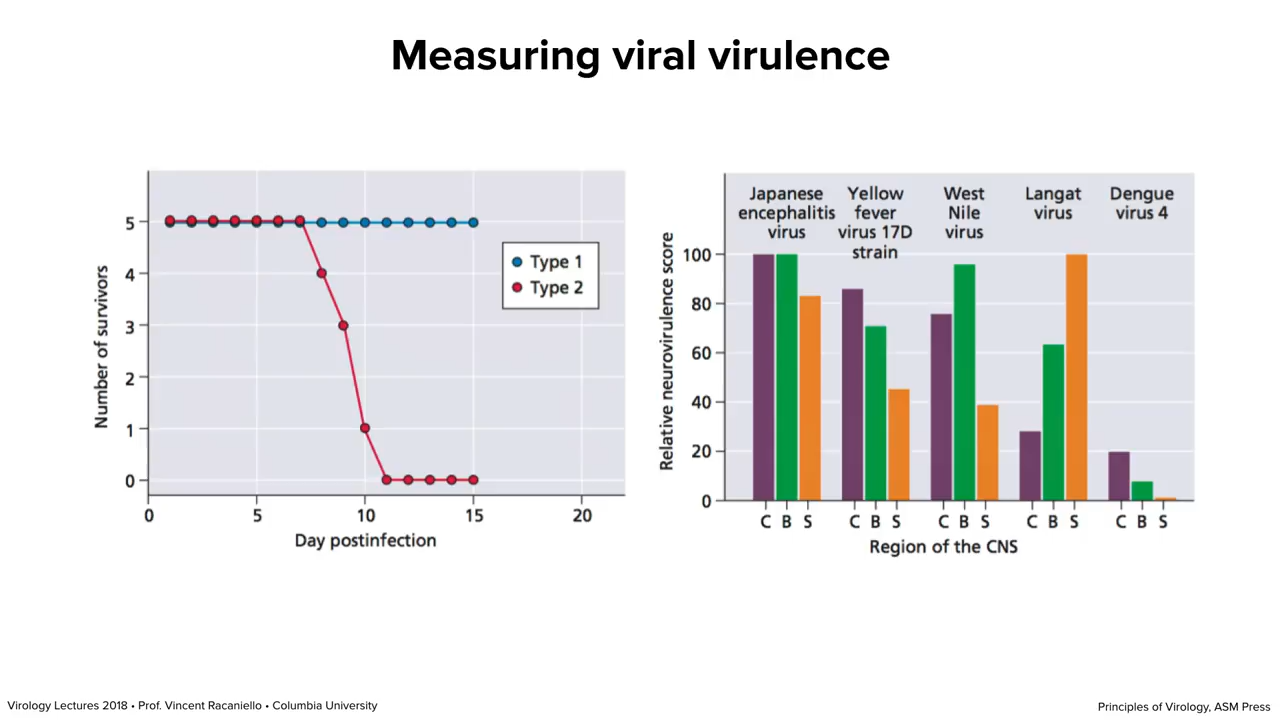 Measuring viral virulence
Number of survivors
5
4
3
2
1
0
0 5 10 15 20
Day postinfection
Type 1
Type 2
Relative neurovirulence score
100
80
60
40
20
0
Japanese
encephalitis
virus
Yellow
fever
virus 17D
strain
West
Nile
virus
Langat
virus
Dengue
virus 4
C B S C B S C B S C B S C B S
Region of the CNS
Virology Lectures 2018 • Prof. Vincent Racaniello • Columbia University
Principles of Virology, ASM Press